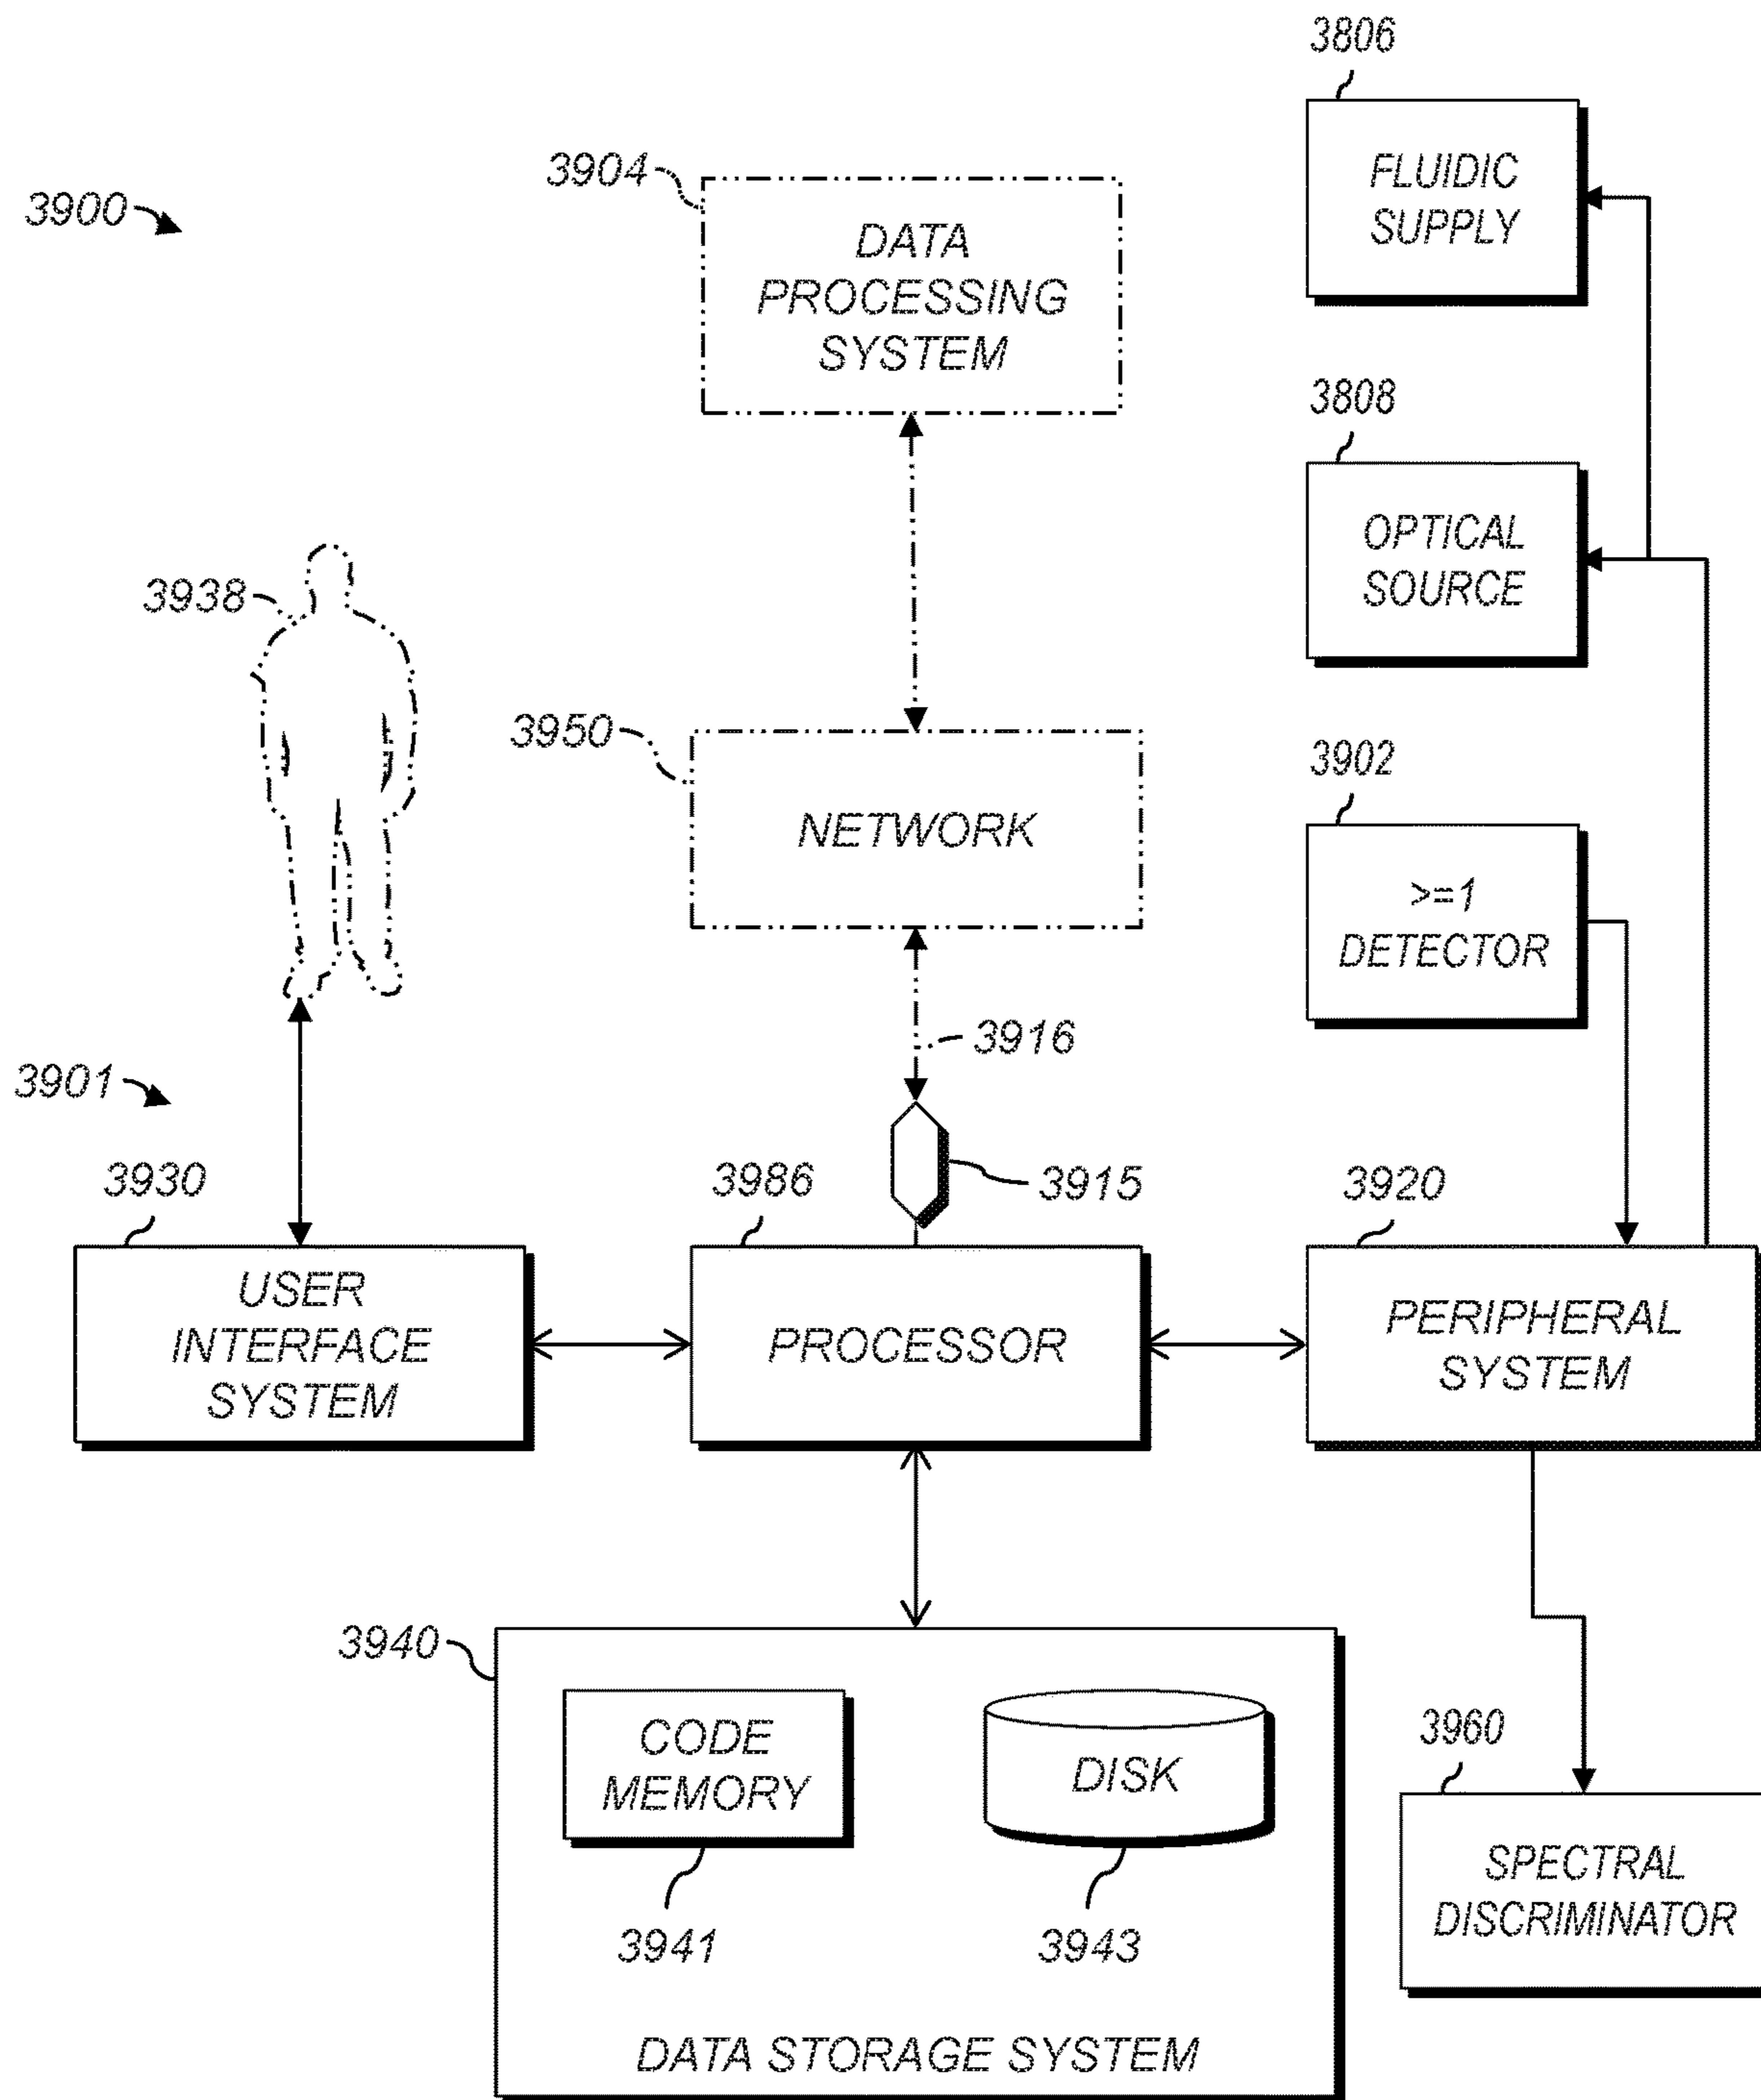 3806
FLUIDIC
SUPPLY
3904
DATA
PROCESSING
SYSTEM
3900
3808
OPTICAL
SOURCE
3938
3950
NETWORK
3902
>=1
DETECTOR
3916
3901
3915
3930
USER
INTERFACE
SYSTEM
3986
PROCESSOR
3920
PERIPHERAL
SYSTEM
3940
CODE
MEMORY
3941
DISK
3943
DATA STORAGE SYSTEM
3960
SPECTRAL
DISCRIMINATOR